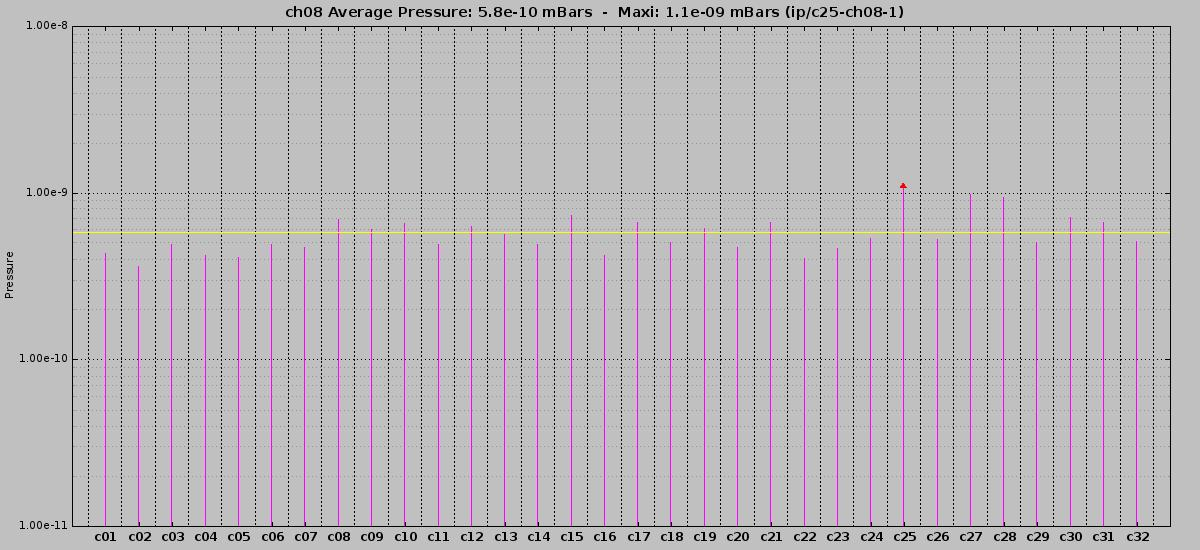 ch08 Average Pressure: 5.8e-10 mBars  -  Maxi: 1.1e-09 mBars (ip/c25-ch08-1)
1.00e-8
1.00e-9
Pressure
1.00e-10
1.00e-11
c01 c02 c03 c04 c05 c06 c07 c08 c09 c10 c11 c12 c13 c14 c15 c16 c17 c18 c19 c20 c21 c22 c23 c24 c25 c26 c27 c28 c29 c30 c31 c32